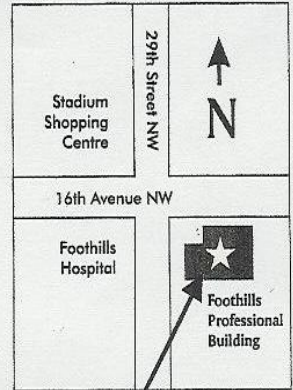 29th Street NW
N
Stadium
Shopping
Centre
16th Avenue NW
Foothills
Hospital
Foothills
Professional
Building